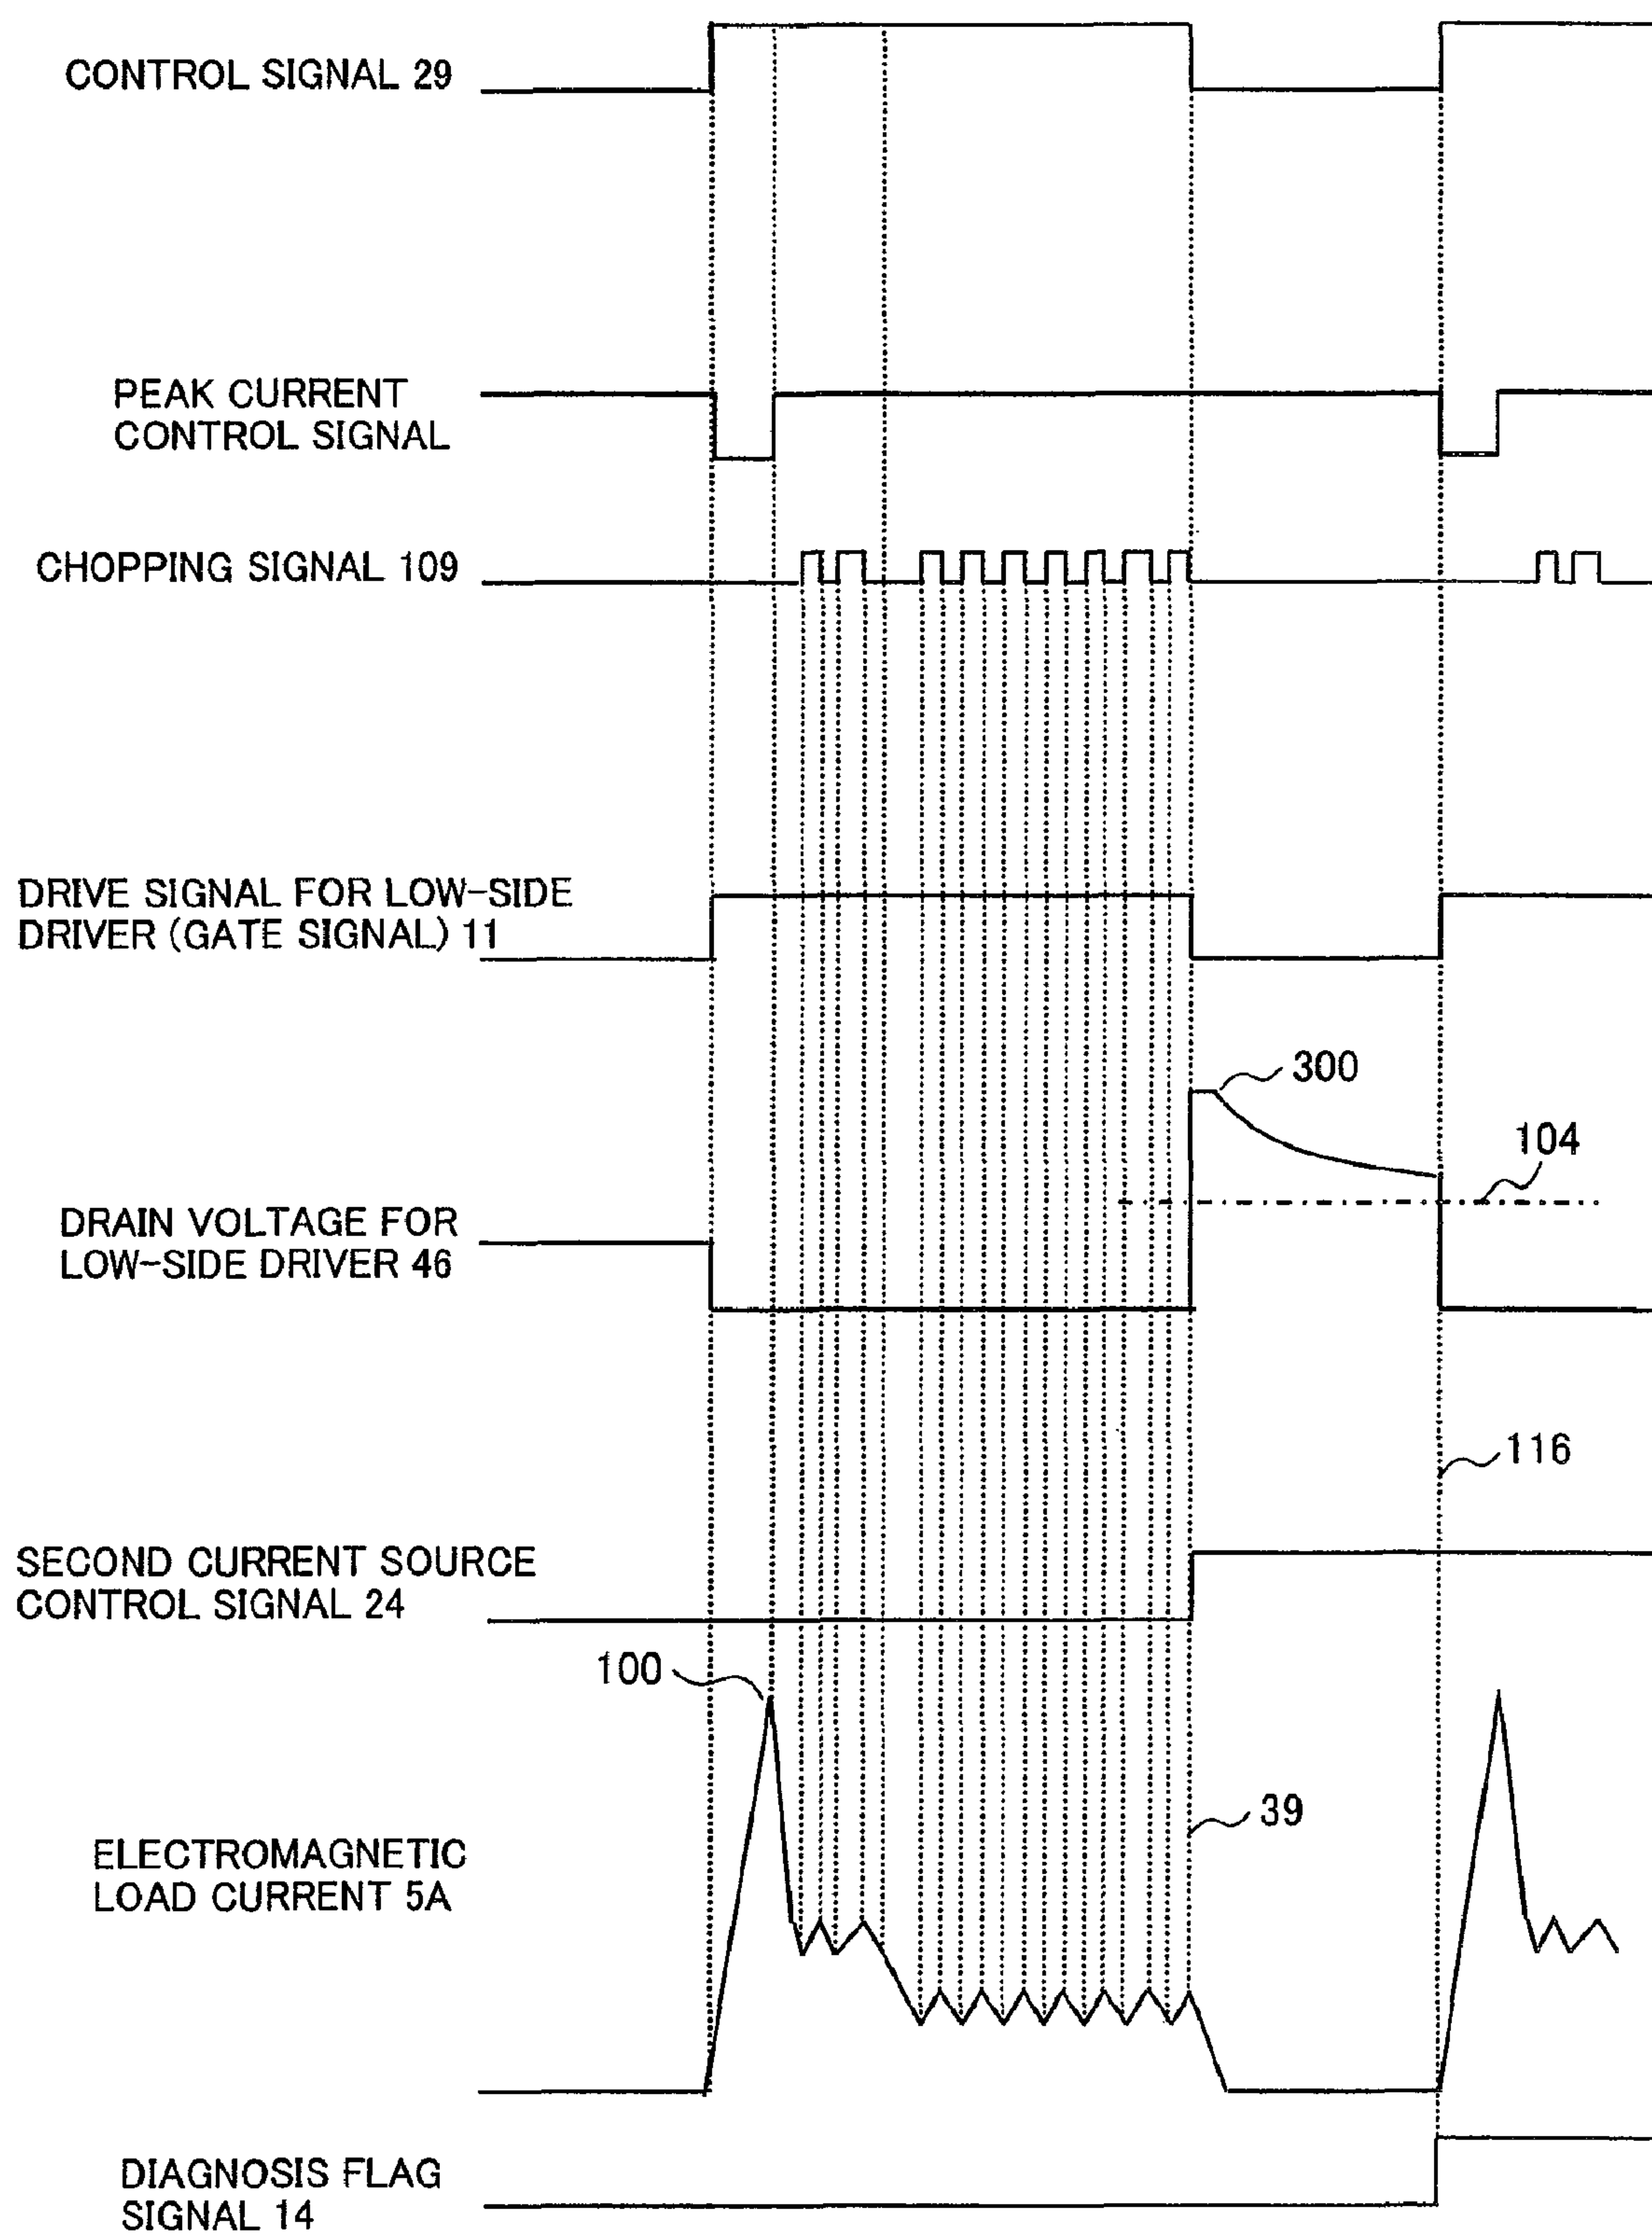 CONTROL SIGNAL 29
PEAK CURRENT
CONTROL SIGNAL
CHOPPING SIGNAL 109
DRIVE SIGNAL FOR LOW-SIDE
DRIVER (GATE SIGNAL) 11
300
104
DRAIN VOLTAGE FOR
LOW-SIDE DRIVER 46
116
SECOND CURRENT SOURCE
CONTROL SIGNAL 24
100
39
ELECTROMAGNETIC
LOAD CURRENT 5A
DIAGNOSIS FLAG
SIGNAL 14